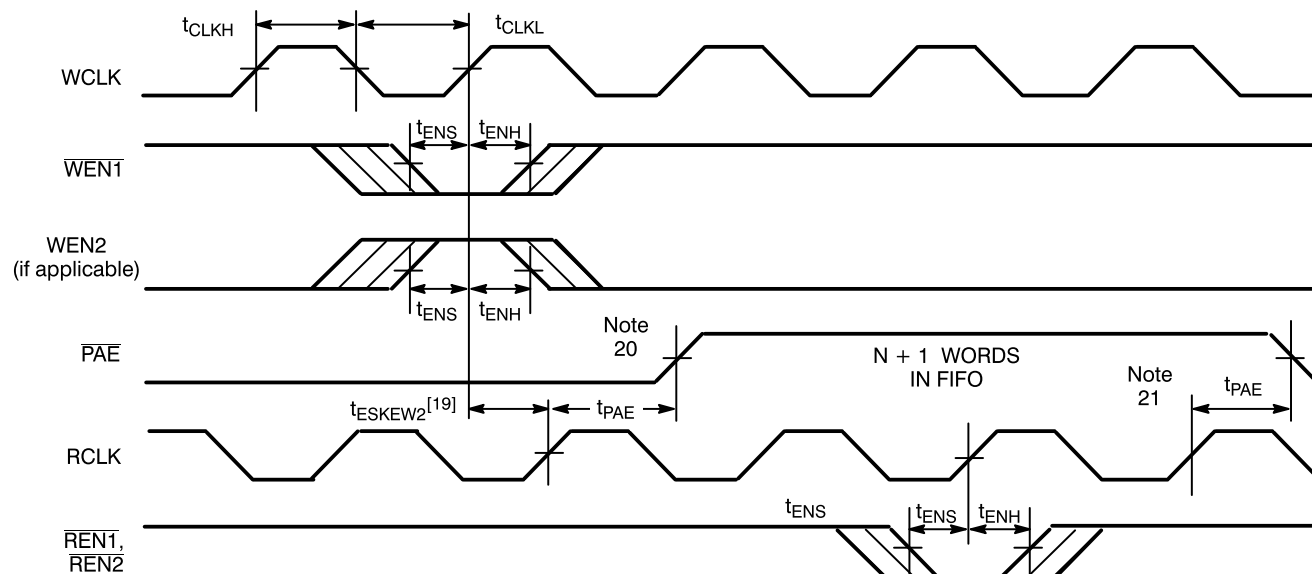 tCLKH
tCLKL
WCLK
tENS
tENH
WEN1
WEN2
(if applicable)
tENS
tENH
Note
20
PAE
N + 1 WORDS
IN FIFO
Note
21
tPAE
tESKEW2[19]
tPAE
RCLK
tENS
tENS
tENH
REN1,
REN2